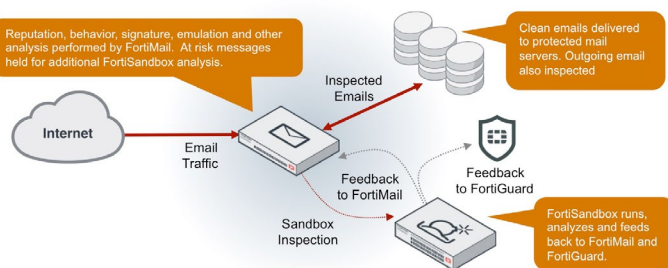 Reputation, behavior, signature, emulation and other
analysis performed by FortiMail. At risk messages
held for additional FortiSandbox analysis.
Clean emails delivered
to protected mail
servers. Outgoing email
also inspected
Inspected
Emails
Internet
Email
Traffic
Feedback
to FortiMail
Feedback
to FortiGuard
Sandbox
Inspection
FortiSandbox runs,
analyzes and feeds
back to FortiMail and
FortiGuard.